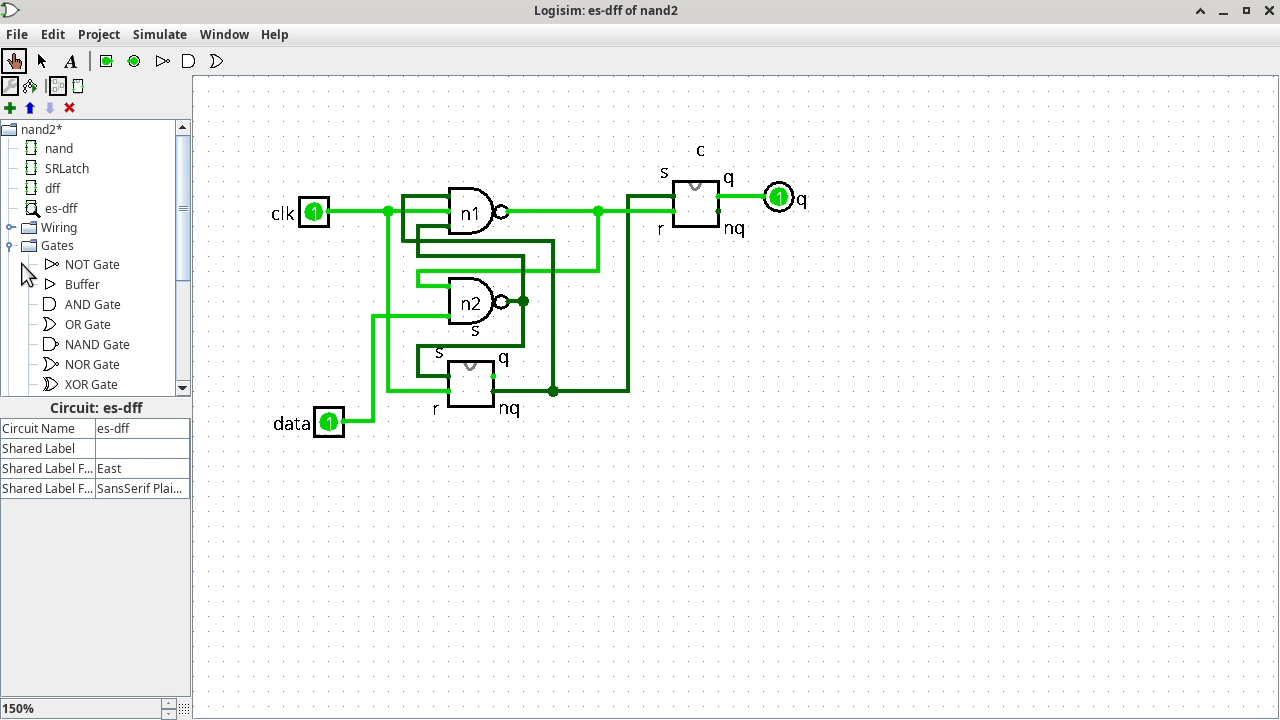 Logisim: es-dff of nand2
File Edit Project Simulate Window Help
A
nand2*
nand
SRLatch
dff
es-dff
Wiring
Gates
NOT Gate
Buffer
AND Gate
OR Gate
NAND Gate
NOR Gate
XOR Gate
Circuit: es-dff
Circuit Name es-dff
Shared Label
Shared Label F... East
Shared Label F... SansSerif Plai...
150%
c
s q
clk 1 n1 1 q
r nq
n2
s
s q
r nq
data 1